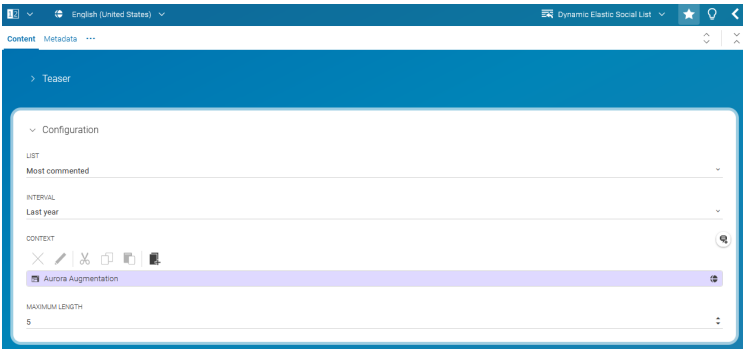 English (United States)
Dynamic Elastic Social List
Content Metadata ...
Teaser
Configuration
LIST
Most commented
INTERVAL
Last year
CONTEXT
Aurora Augmentation
MAXIMUM LENGTH
5